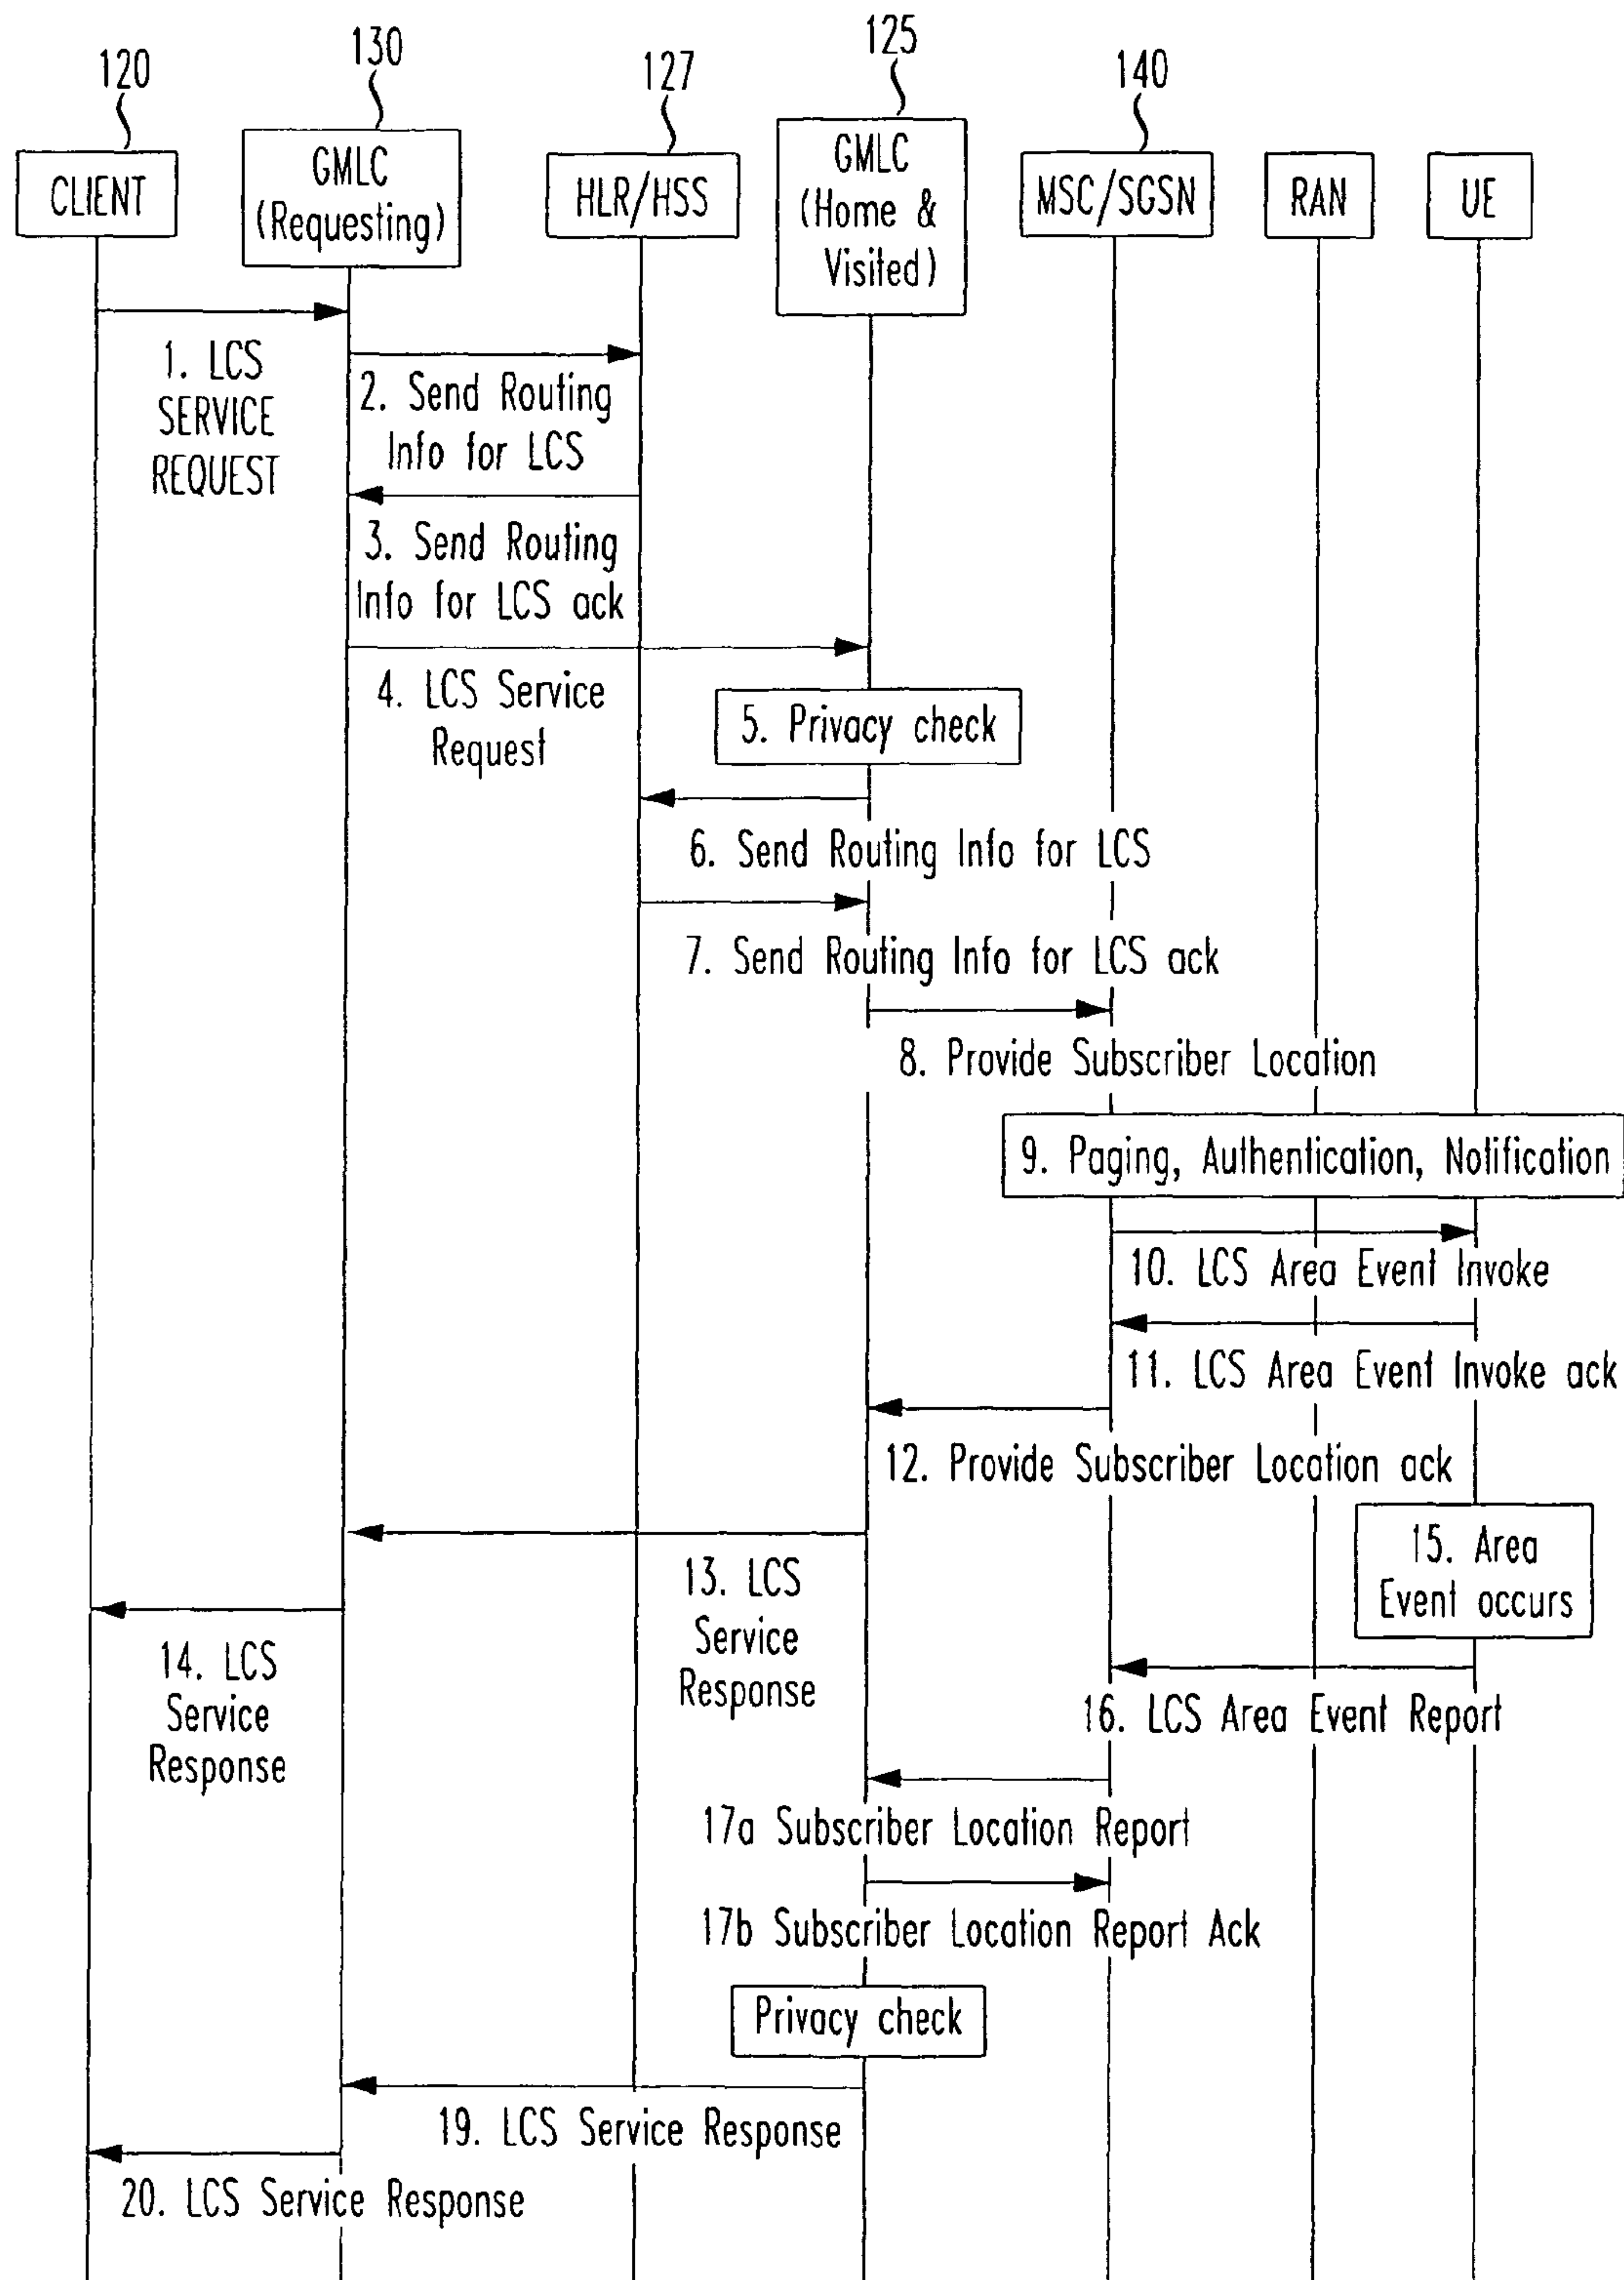 120
130
127
125
140
CLIENT
GMLC
(Requesting)
HLR/HSS
GMLC
(Home &
Visited)
MSC/SGSN
RAN
UE
1. LCS
SERVICE
REQUEST
2. Send Routing
Info for LCS
3. Send Routing
Info for LCS ack
4. LCS Service
Request
5. Privacy check
6. Send Routing Info for LCS
7. Send Routing Info for LCS ack
8. Provide Subscriber Location
9. Paging, Authentication, Notification
10. LCS Area Event Invoke
11. LCS Area Event Invoke ack
12. Provide Subscriber Location ack
13. LCS
Service
Response
14. LCS
Service
Response
15. Area
Event occurs
16. LCS Area Event Report
17a Subscriber Location Report
17b Subscriber Location Report Ack
Privacy check
19. LCS Service Response
20. LCS Service Response